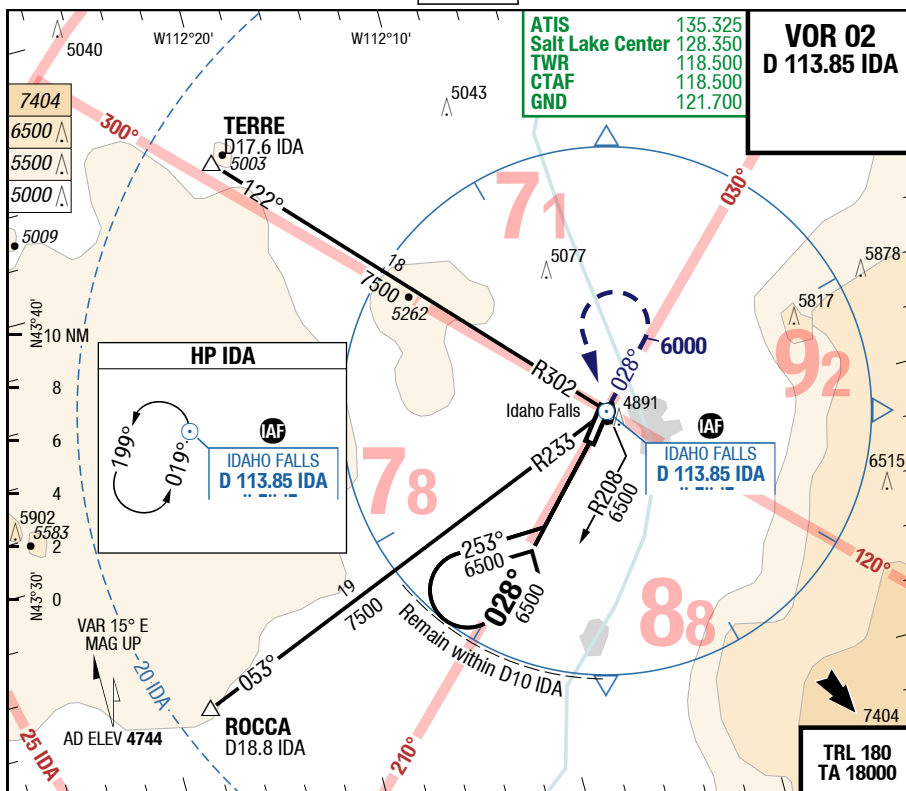 5040
W112°20'
W112°10'
5043
ATIS 135.325
Salt Lake Center 128.350
TWR 118.500
CTAF 118.500
GND 121.700
VOR 02
D 113.85 IDA
7404
6500
5500
5000
5009
300°
TERRE
D17.6 IDA
5003
122°
18
7500
5262
R302
71
5077
030°
5878
5817
92
6000
028°
4891
Idaho Falls
N43°40'
10 NM
8
6
4
2
0
N43°30'
HP IDA
199°
019°
IAF
IDAHO FALLS
D 113.85 IDA
IAF
IDAHO FALLS
D 113.85 IDA
6515
5902
5583
78
R233
R208
6500
253°
6500
028°
6500
120°
88
19
7500
Remain within D10 IDA
VAR 15° E
MAG UP
053°
20 IDA
ROCCA
D18.8 IDA
AD ELEV 4744
25 IDA
210°
7404
TRL 180
TA 18000